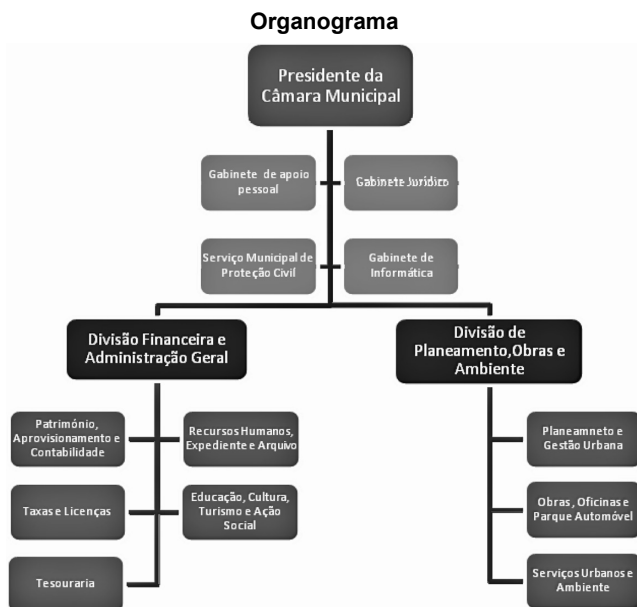 Organograma
Presidente da
Câmara Municipal
Gabinete de apoio
pessoal
Gabinete Jurídico
Serviço Municipal de
Proteção Civil
Gabinete de
Informática
Divisão Financeira e
Administração Geral
Divisão de
Planeamento,Obras e
Ambiente
Património,
Aprovisionamento e
Contabilidade
Recursos Humanos,
Expediente e Arquivo
Taxas e Licenças
Educação, Cultura,
Turismo e Ação
Social
Tesouraria
Planeamneto e
Gestão Urbana
Obras, Oficinas e
Parque Automóvel
Serviços Urbanos e
Ambiente